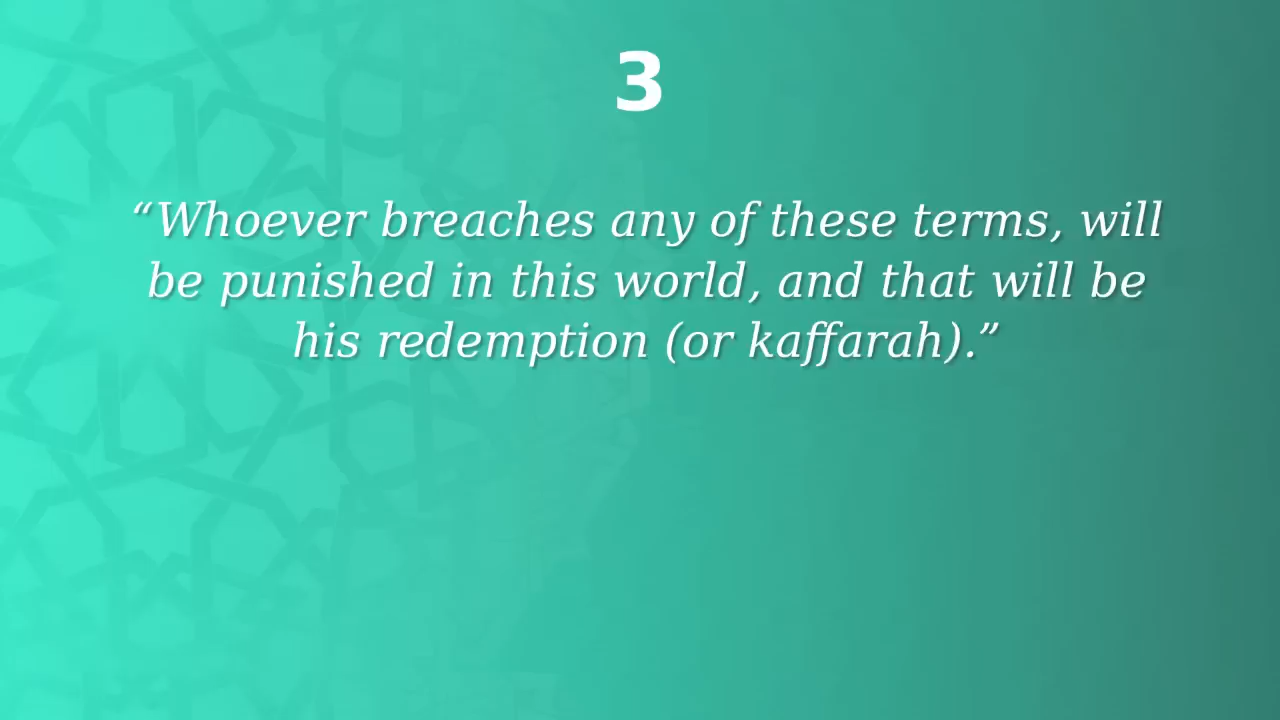 3
“Whoever breaches any of these terms, will
be punished in this world, and that will be
his redemption (or kaffarah).”